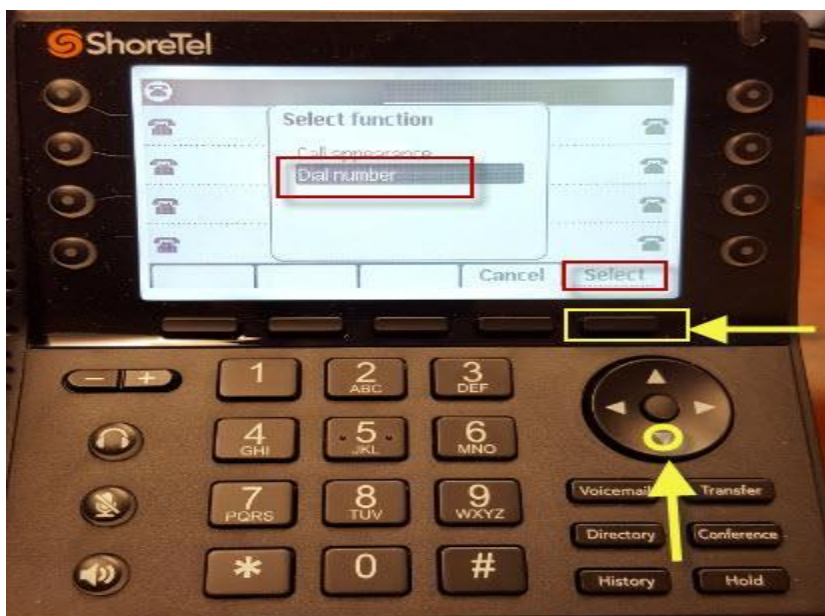 ShoreTel
Select function
Call appearance
Dial number
Cancel Select
- +
1
2 ABC
3 DEF
4 GHI
5 JKL
6 MNO
7 PQRS
8 TUV
9 WXYZ
*
0
#
Voicemail Transfer
Directory Conference
History Hold